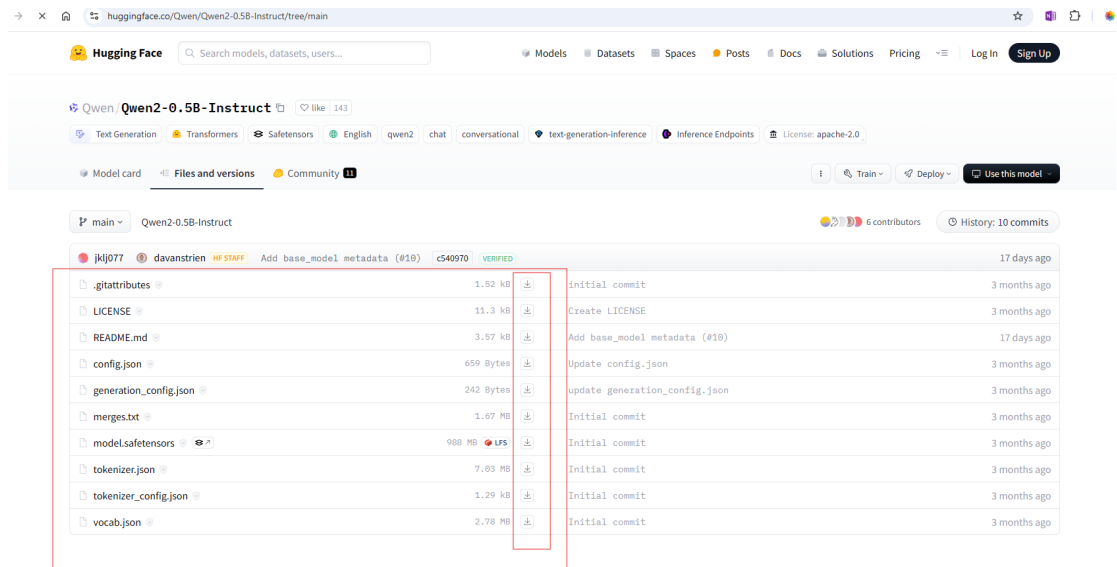 huggingface.co/Qwen/Qwen2-0.5B-Instruct/tree/main
Hugging Face Search models, datasets, users... Models Datasets Spaces Posts Docs Solutions Pricing Log In Sign Up
Qwen/Qwen2-0.5B-Instruct like 143
Text Generation Transformers Safetensors English qwen2 chat conversational text-generation-inference Inference Endpoints License: apache-2.0
Model card Files and versions Community 11 Train Deploy Use this model
main Qwen2-0.5B-Instruct 6 contributors History: 10 commits
jklj077 davanstrien HF STAFF Add base_model metadata (#10) c540970 VERIFIED 17 days ago
.gitattributes 1.52 kB initial commit 3 months ago
LICENSE 11.3 kB Create LICENSE 3 months ago
README.md 3.57 kB Add base_model metadata (#10) 17 days ago
config.json 659 Bytes Update config.json 3 months ago
generation_config.json 242 Bytes update generation_config.json 3 months ago
merges.txt 1.67 MB Initial commit 3 months ago
model.safetensors 988 MB LFS Initial commit 3 months ago
tokenizer.json 7.03 MB Initial commit 3 months ago
tokenizer_config.json 1.29 kB Initial commit 3 months ago
vocab.json 2.78 MB Initial commit 3 months ago